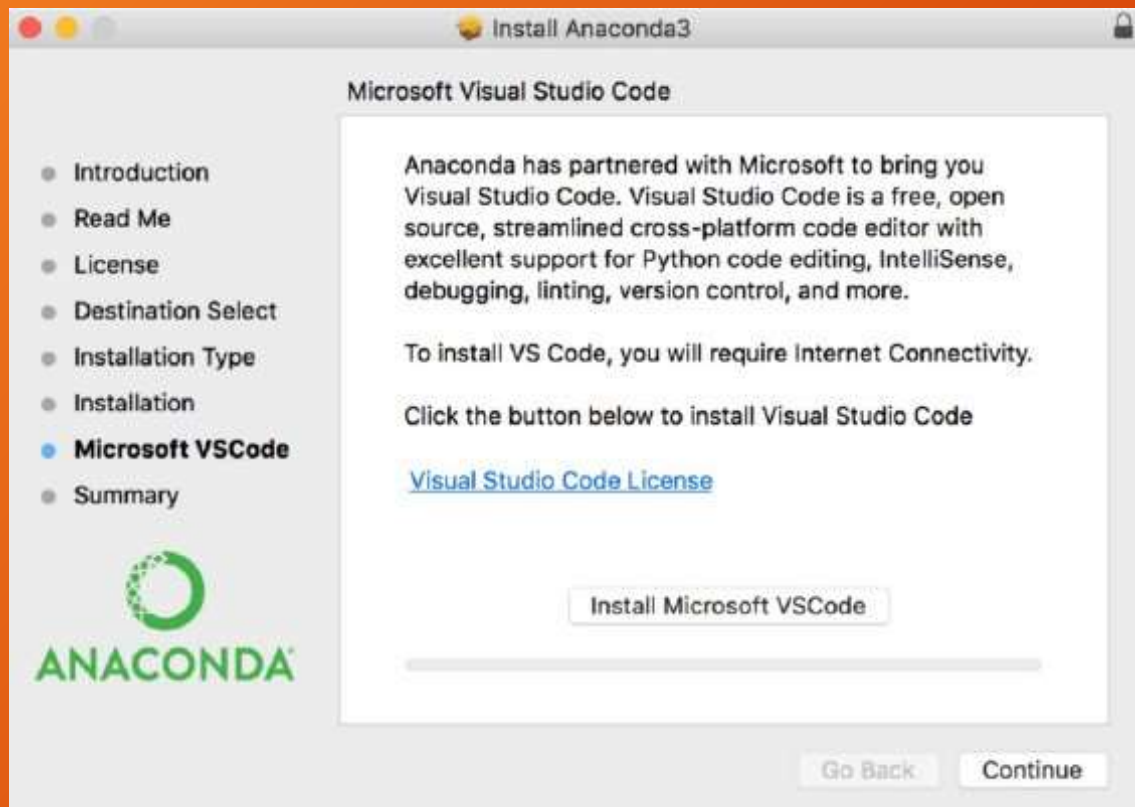 Install Anaconda3
Microsoft Visual Studio Code
Introduction
Read Me
License
Destination Select
Installation Type
Installation
Microsoft VSCode
Summary
ANACONDA
Anaconda has partnered with Microsoft to bring you
Visual Studio Code. Visual Studio Code is a free, open
source, streamlined cross-platform code editor with
excellent support for Python code editing, IntelliSense,
debugging, linting, version control, and more.
To install VS Code, you will require Internet Connectivity.
Click the button below to install Visual Studio Code
Visual Studio Code License
Install Microsoft VSCode
Go Back
Continue